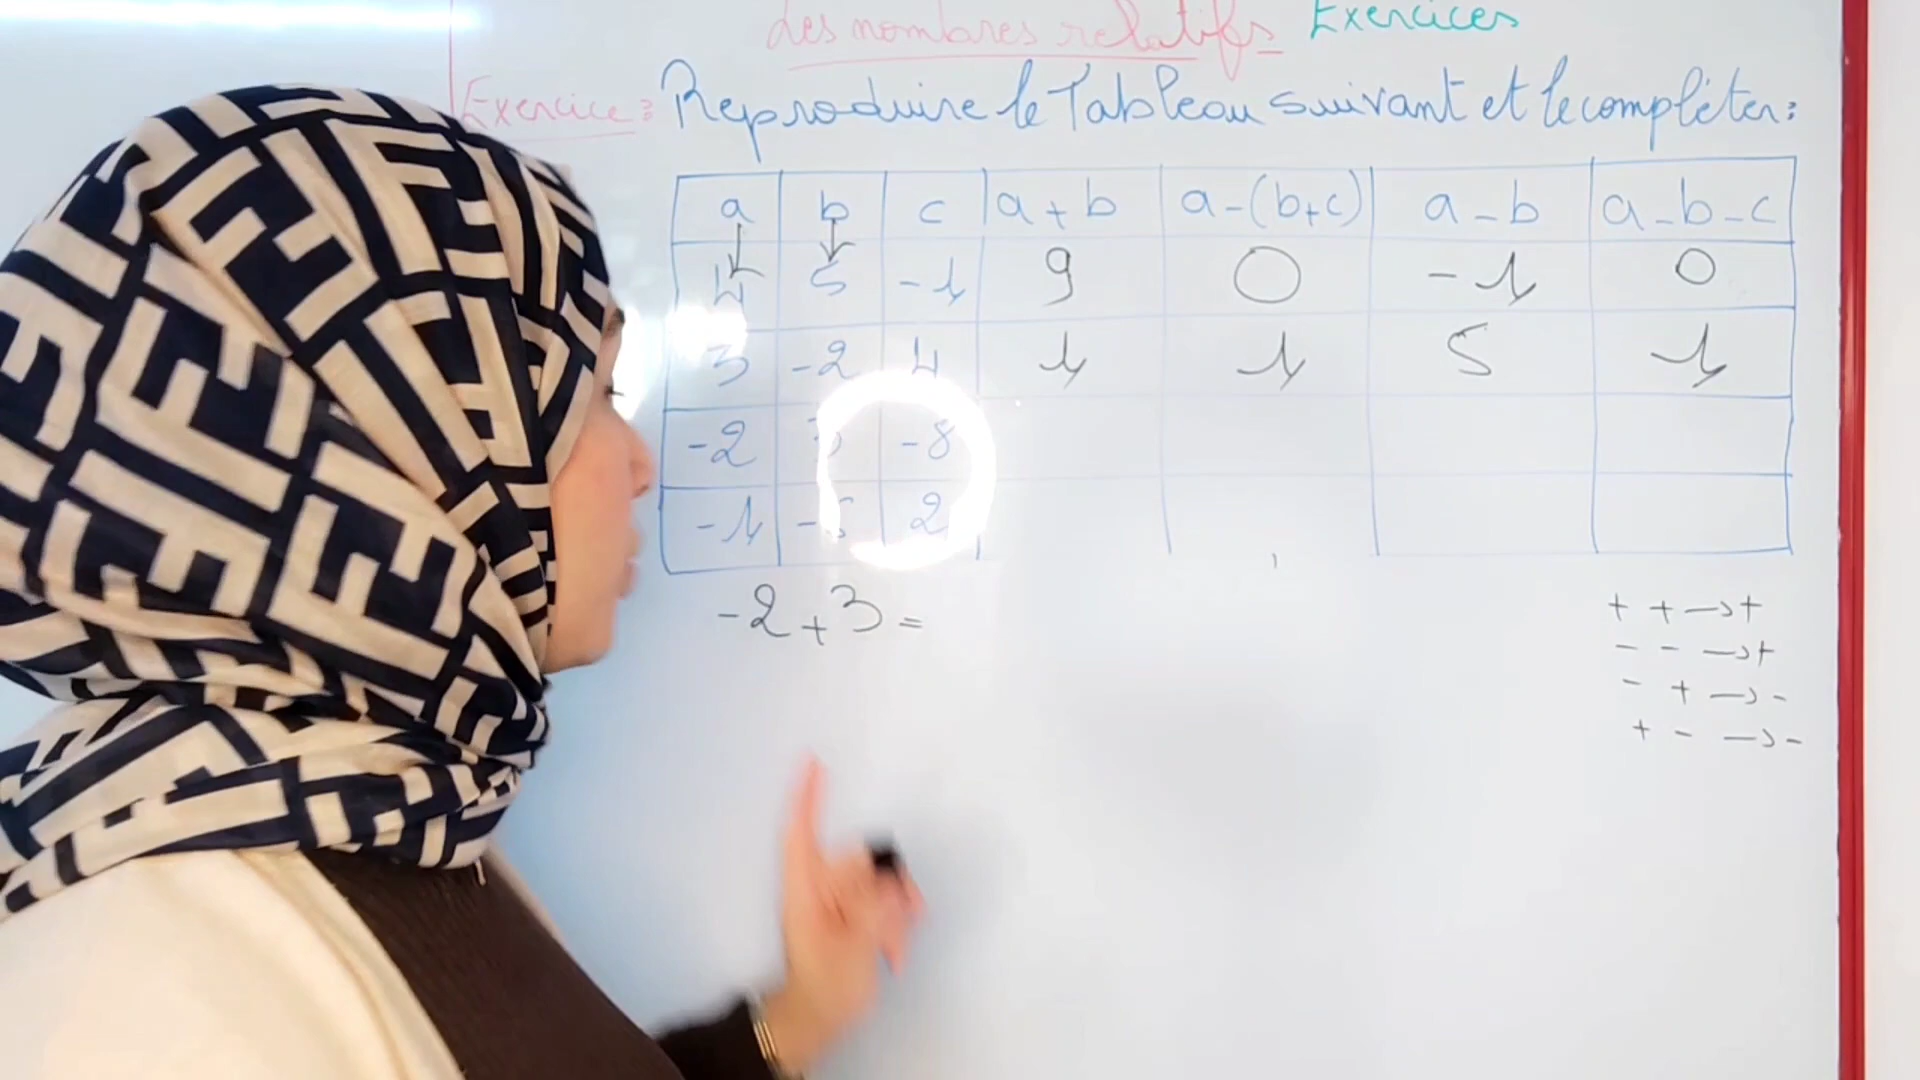 des nombres relatifs Exercices
Exercice : Reproduire le Tableau suivant et le compléter :
a b c a + b a - (b + c) a - b a - b - c
4 5 -1 9 0 -1 0
3 -2 4 1 1 5 1
-2 3 -8
-1 -5 2
-2 + 3 =
+ + → +
- - → +
- + → -
+ - → -